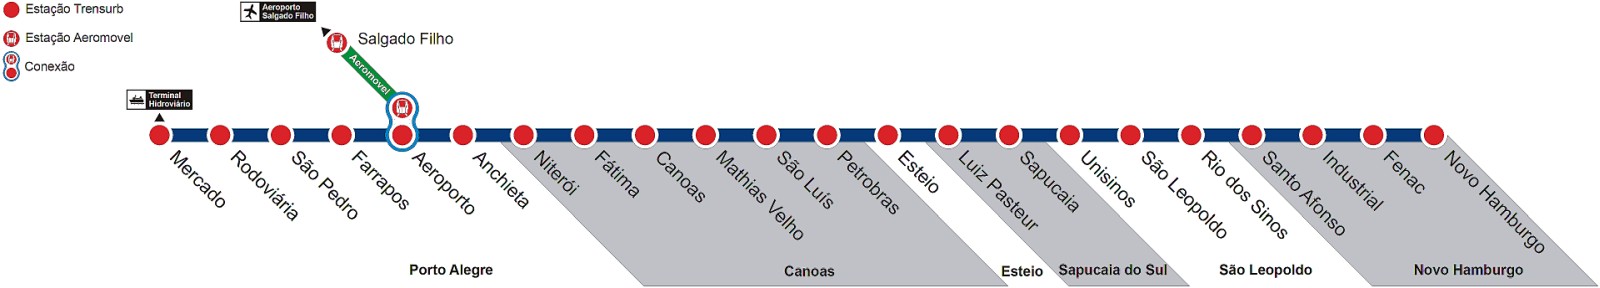 Estação Trensurb
Estação Aeromovel
Conexão
Aeroporto
Salgado Filho
Salgado Filho
Aeromovel
Terminal
Hidroviário
Mercado
Rodoviária
São Pedro
Farrapos
Aeroporto
Anchieta
Niterói
Fátima
Canoas
Mathias Velho
São Luís
Petrobras
Esteio
Luiz Pasteur
Sapucaia
Unisinos
São Leopoldo
Rio dos Sinos
Santo Afonso
Industrial
Fenac
Novo Hamburgo
Porto Alegre
Canoas
Esteio
Sapucaia do Sul
São Leopoldo
Novo Hamburgo